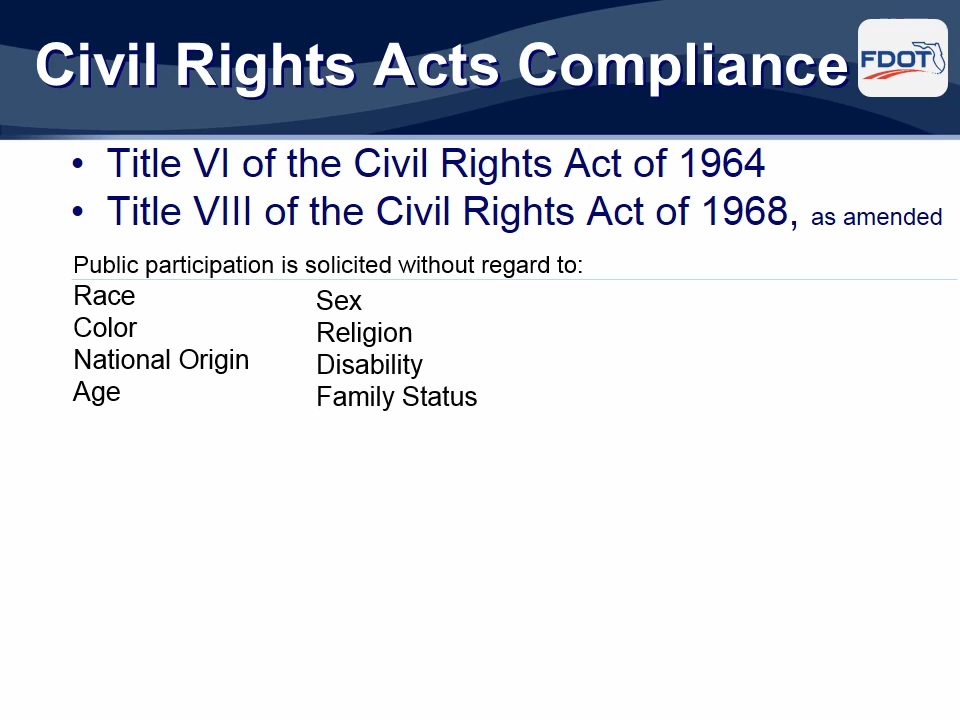 Civil Rights Acts Compliance
FDOT
• Title VI of the Civil Rights Act of 1964
• Title VIII of the Civil Rights Act of 1968, as amended
Public participation is solicited without regard to:
Race
Color
National Origin
Age
Sex
Religion
Disability
Family Status